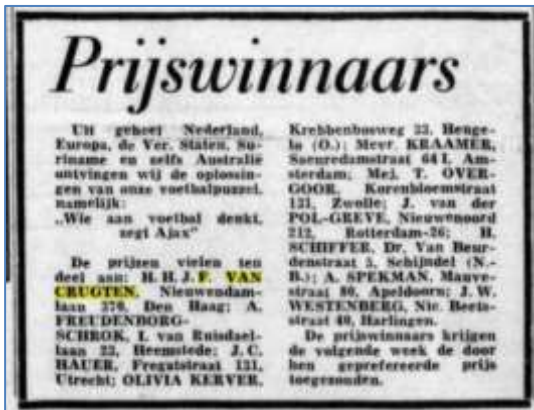 Prijswinnaars
Uit geheel Nederland,
Europa, de Ver. Staten, Su-
riname en zelfs Australië
ontvingen wij de oplossin-
gen van onze voetbalpuzzel,
namelijk:
„Wie aan voetbal denkt,
zegt Ajax”
De prijzen vielen ten
deel aan: H. H. J. F. VAN
CRUGTEN, Nieuwendam-
laan 370, Den Haag; A.
FREUDENBORG-
SCHROK, I. van Ruisdael-
laan 23, Heemstede; J. C.
HAUER, Fregatstraat 131,
Utrecht; OLIVIA KERVER,
Krebbenbosweg 33, Henge-
lo (O.); Mevr. KRAAMER,
Saenredamstraat 64 I, Am-
sterdam; Mej. T. OVER-
GOOR, Korenbloemstraat
131, Zwolle; J. van der
POL-GREVE, Nieuwenoord
212, Rotterdam-26; H.
SCHIFFER, Dr. Van Beur-
denstraat 5, Schijndel (N.-
B.); A. SPEKMAN, Mauve-
straat 80, Apeldoorn; J. W.
WESTENBERG, Nic. Beets-
straat 40, Harlingen.
De prijswinnaars krijgen
de volgende week de door
hen geprefereerde prijs
toegezonden.